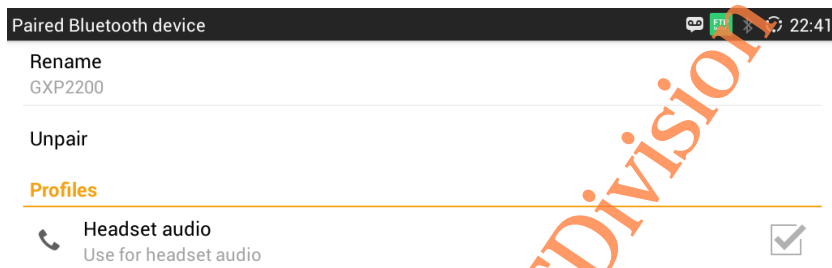 Paired Bluetooth device 22:41
Rename
GXP2200
Unpair
Profiles
Headset audio
Use for headset audio
Division